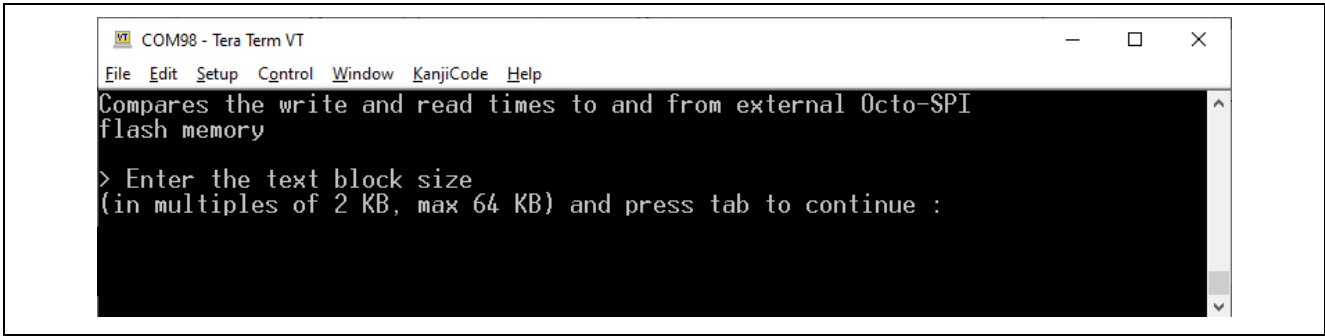 COM98 - Tera Term VT
File Edit Setup Control Window KanjiCode Help
Compares the write and read times to and from external Octo-SPI
flash memory
> Enter the text block size
(in multiples of 2 KB, max 64 KB) and press tab to continue :